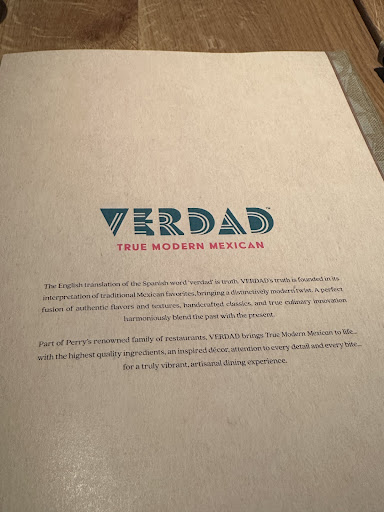 VERDAD™
TRUE MODERN MEXICAN
The English translation of the Spanish word 'verdad' is truth. VERDAD's truth is founded in its
interpretation of traditional Mexican favorites, bringing a distinctively modern twist. A perfect
fusion of authentic flavors and textures, handcrafted classics, and true culinary innovation
harmoniously blend the past with the present.
Part of Perry's renowned family of restaurants, VERDAD brings True Modern Mexican to life...
with the highest quality ingredients, an inspired décor, attention to every detail and every bite...
for a truly vibrant, artisanal dining experience.